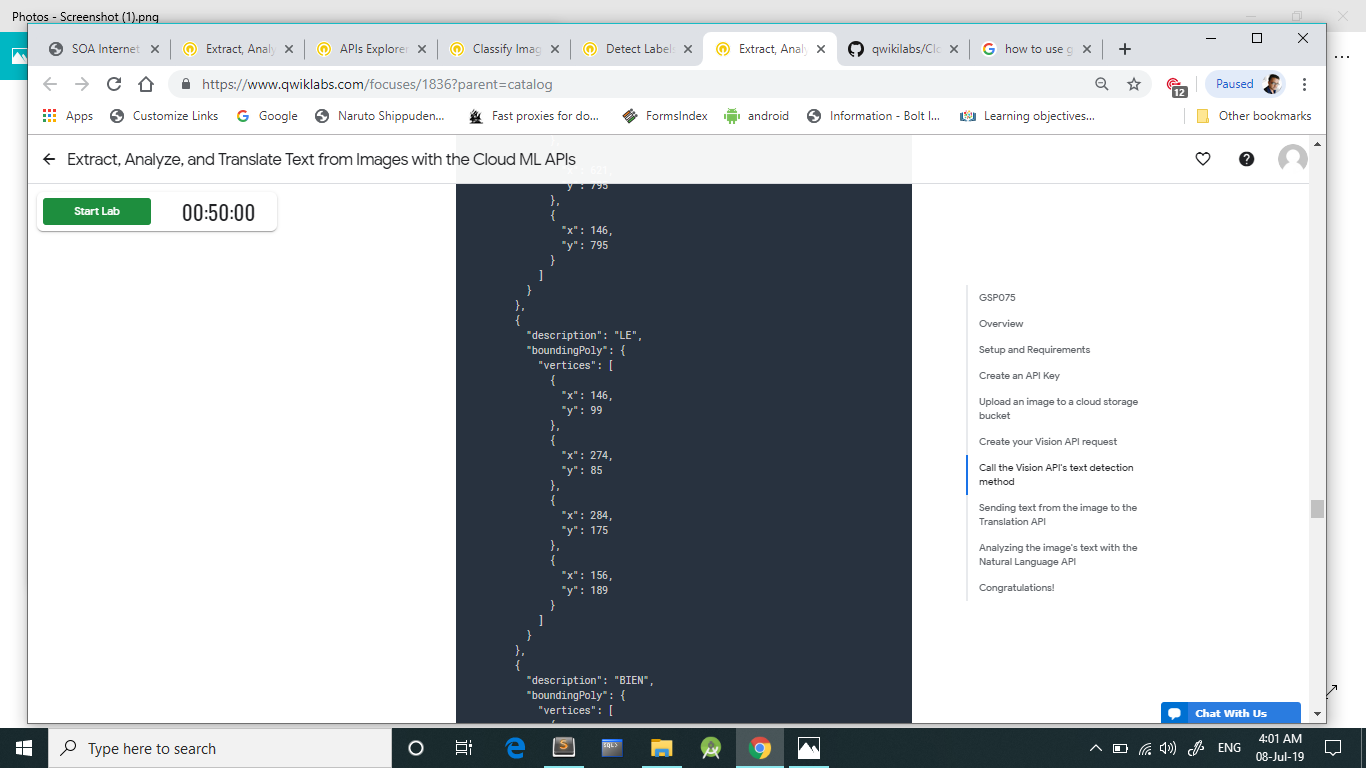 Photos - Screenshot (1).png
SOA Internet
Extract, Analy
APIs Explorer
Classify Imag
Detect Labels
Extract, Analy
qwikilabs/Clo
how to use g
https://www.qwiklabs.com/focuses/1836?parent=catalog
12
Paused
Apps
Customize Links
Google
Naruto Shippuden...
Fast proxies for do...
FormsIndex
android
Information - Bolt I...
Learning objectives...
Other bookmarks
Extract, Analyze, and Translate Text from Images with the Cloud ML APIs
Start Lab
00:50:00
"y": 795
},
{
"x": 146,
"y": 795
}
]
}
},
{
"description": "LE",
"boundingPoly": {
"vertices": [
{
"x": 146,
"y": 99
},
{
"x": 274,
"y": 85
},
{
"x": 284,
"y": 175
},
{
"x": 156,
"y": 189
}
]
}
},
{
"description": "BIEN",
"boundingPoly": {
"vertices": [
GSP075
Overview
Setup and Requirements
Create an API Key
Upload an image to a cloud storage
bucket
Create your Vision API request
Call the Vision API's text detection
method
Sending text from the image to the
Translation API
Analyzing the image's text with the
Natural Language API
Congratulations!
Chat With Us
Type here to search
ENG
4:01 AM
08-Jul-19